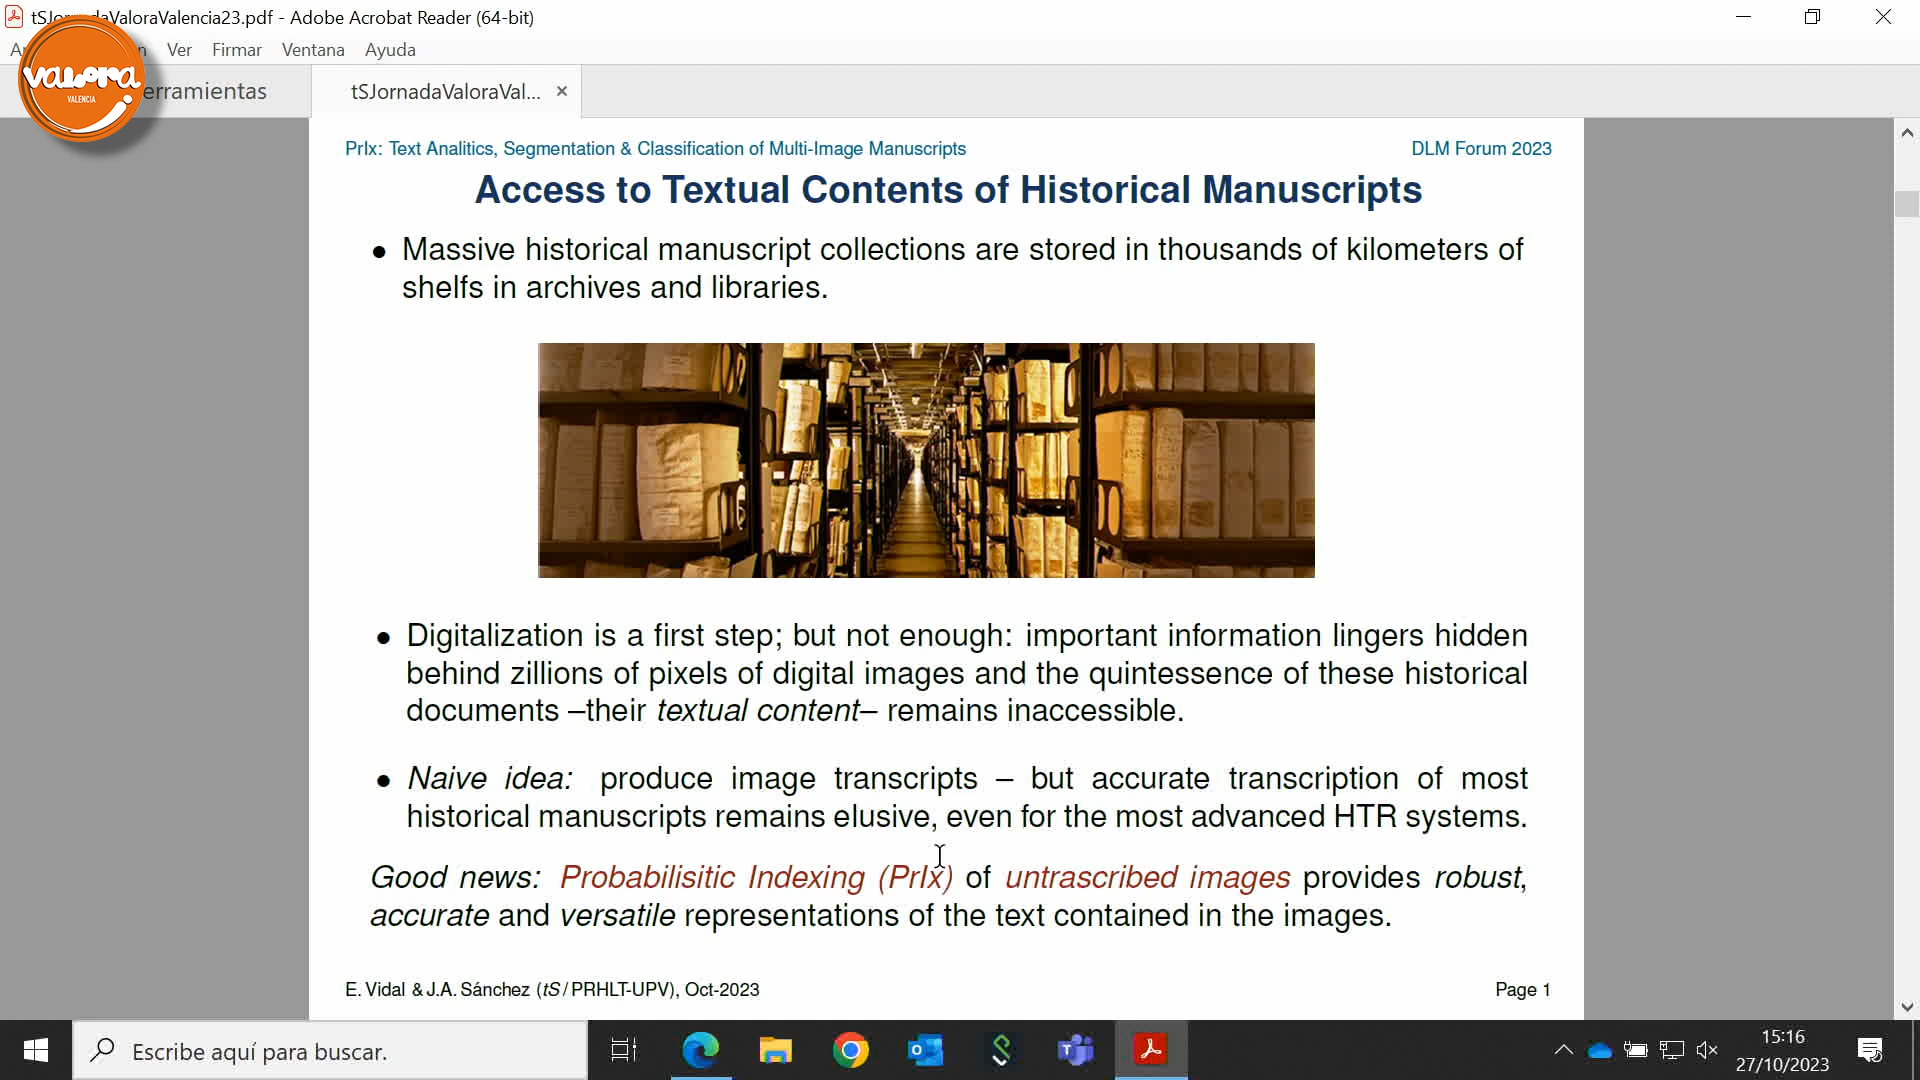 tSJornadaValoraValencia23.pdf - Adobe Acrobat Reader (64-bit)
Ver Firmar Ventana Ayuda
valora
VALENCIA
erramientas
tSJornadaValoraVal... ×
PrIx: Text Analitics, Segmentation & Classification of Multi-Image Manuscripts
DLM Forum 2023
Access to Textual Contents of Historical Manuscripts
• Massive historical manuscript collections are stored in thousands of kilometers of
shelfs in archives and libraries.
• Digitalization is a first step; but not enough: important information lingers hidden
behind zillions of pixels of digital images and the quintessence of these historical
documents –their textual content– remains inaccessible.
• Naive idea: produce image transcripts – but accurate transcription of most
historical manuscripts remains elusive, even for the most advanced HTR systems.
Good news: Probabilisitic Indexing (PrIx) of untrascribed images provides robust,
accurate and versatile representations of the text contained in the images.
E. Vidal & J.A. Sánchez (tS / PRHLT-UPV), Oct-2023
Page 1
Escribe aquí para buscar.
15:16
27/10/2023